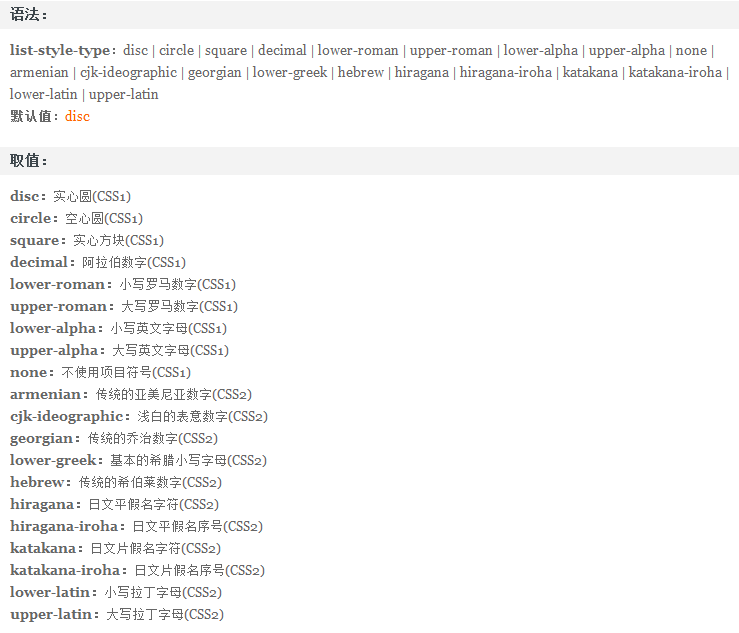 语法：
list-style-type：disc | circle | square | decimal | lower-roman | upper-roman | lower-alpha | upper-alpha | none |
armenian | cjk-ideographic | georgian | lower-greek | hebrew | hiragana | hiragana-iroha | katakana | katakana-iroha |
lower-latin | upper-latin
默认值：disc
取值：
disc：实心圆(CSS1)
circle：空心圆(CSS1)
square：实心方块(CSS1)
decimal：阿拉伯数字(CSS1)
lower-roman：小写罗马数字(CSS1)
upper-roman：大写罗马数字(CSS1)
lower-alpha：小写英文字母(CSS1)
upper-alpha：大写英文字母(CSS1)
none：不使用项目符号(CSS1)
armenian：传统的亚美尼亚数字(CSS2)
cjk-ideographic：浅白的表意数字(CSS2)
georgian：传统的乔治数字(CSS2)
lower-greek：基本的希腊小写字母(CSS2)
hebrew：传统的希伯莱数字(CSS2)
hiragana：日文平假名字符(CSS2)
hiragana-iroha：日文平假名序号(CSS2)
katakana：日文片假名字符(CSS2)
katakana-iroha：日文片假名序号(CSS2)
lower-latin：小写拉丁字母(CSS2)
upper-latin：大写拉丁字母(CSS2)